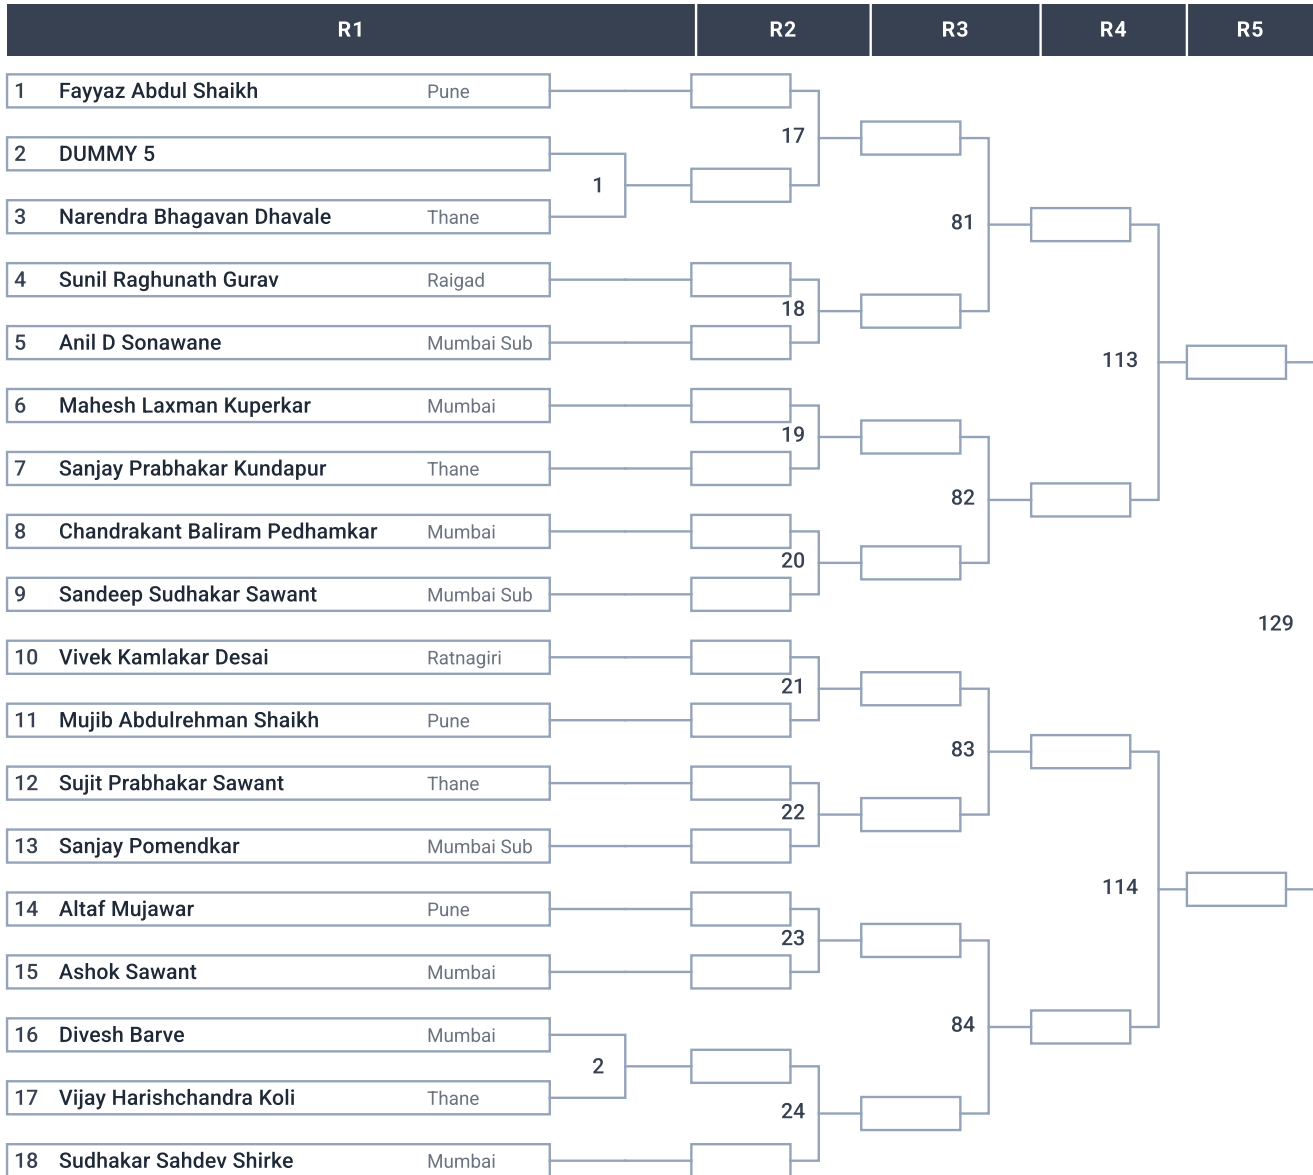 R1 R2 R3 R4 R5
1 Fayyaz Abdul Shaikh Pune
17
2 DUMMY 5
1
3 Narendra Bhagavan Dhavale Thane
81
4 Sunil Raghunath Gurav Raigad
18
5 Anil D Sonawane Mumbai Sub
113
6 Mahesh Laxman Kuperkar Mumbai
19
7 Sanjay Prabhakar Kundapur Thane
82
8 Chandrakant Baliram Pedhamkar Mumbai
20
9 Sandeep Sudhakar Sawant Mumbai Sub
129
10 Vivek Kamlakar Desai Ratnagiri
21
11 Mujib Abdulrehman Shaikh Pune
83
12 Sujit Prabhakar Sawant Thane
22
13 Sanjay Pomendkar Mumbai Sub
114
14 Altaf Mujawar Pune
23
15 Ashok Sawant Mumbai
84
16 Divesh Barve Mumbai
2
17 Vijay Harishchandra Koli Thane
24
18 Sudhakar Sahdev Shirke Mumbai